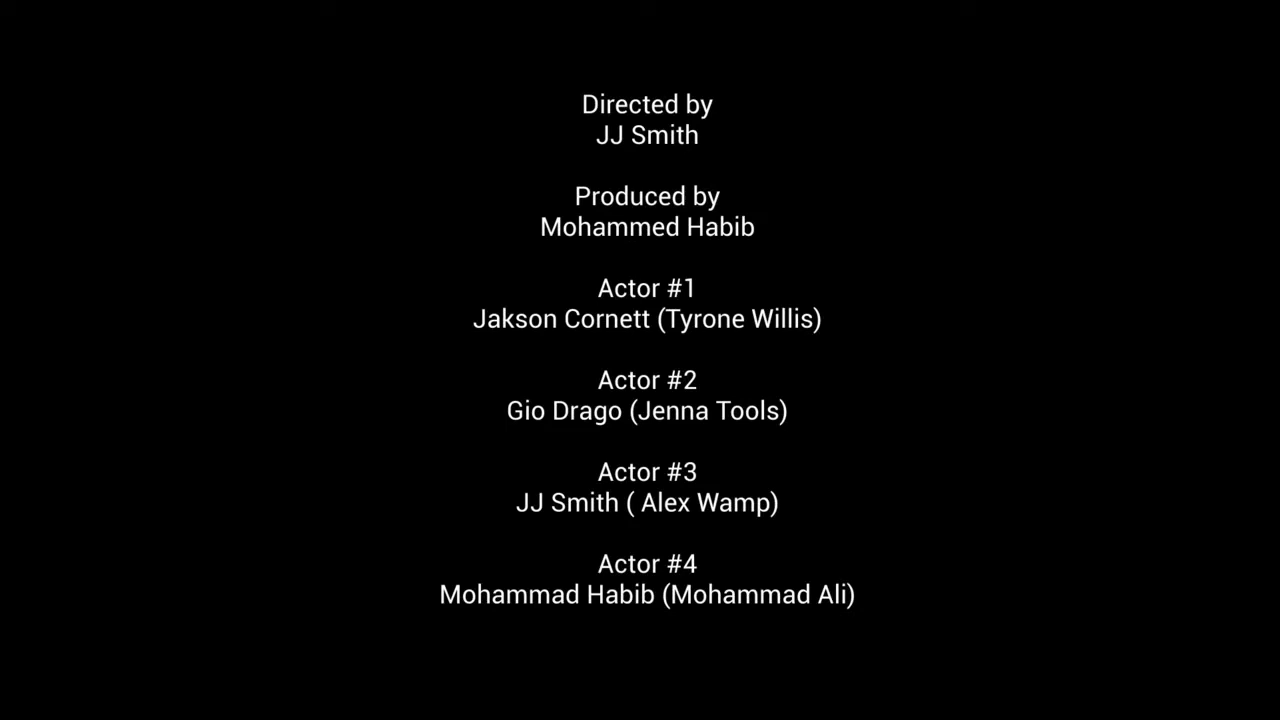 Directed by
JJ Smith
Produced by
Mohammed Habib
Actor #1
Jakson Cornett (Tyrone Willis)
Actor #2
Gio Drago (Jenna Tools)
Actor #3
JJ Smith ( Alex Wamp)
Actor #4
Mohammad Habib (Mohammad Ali)